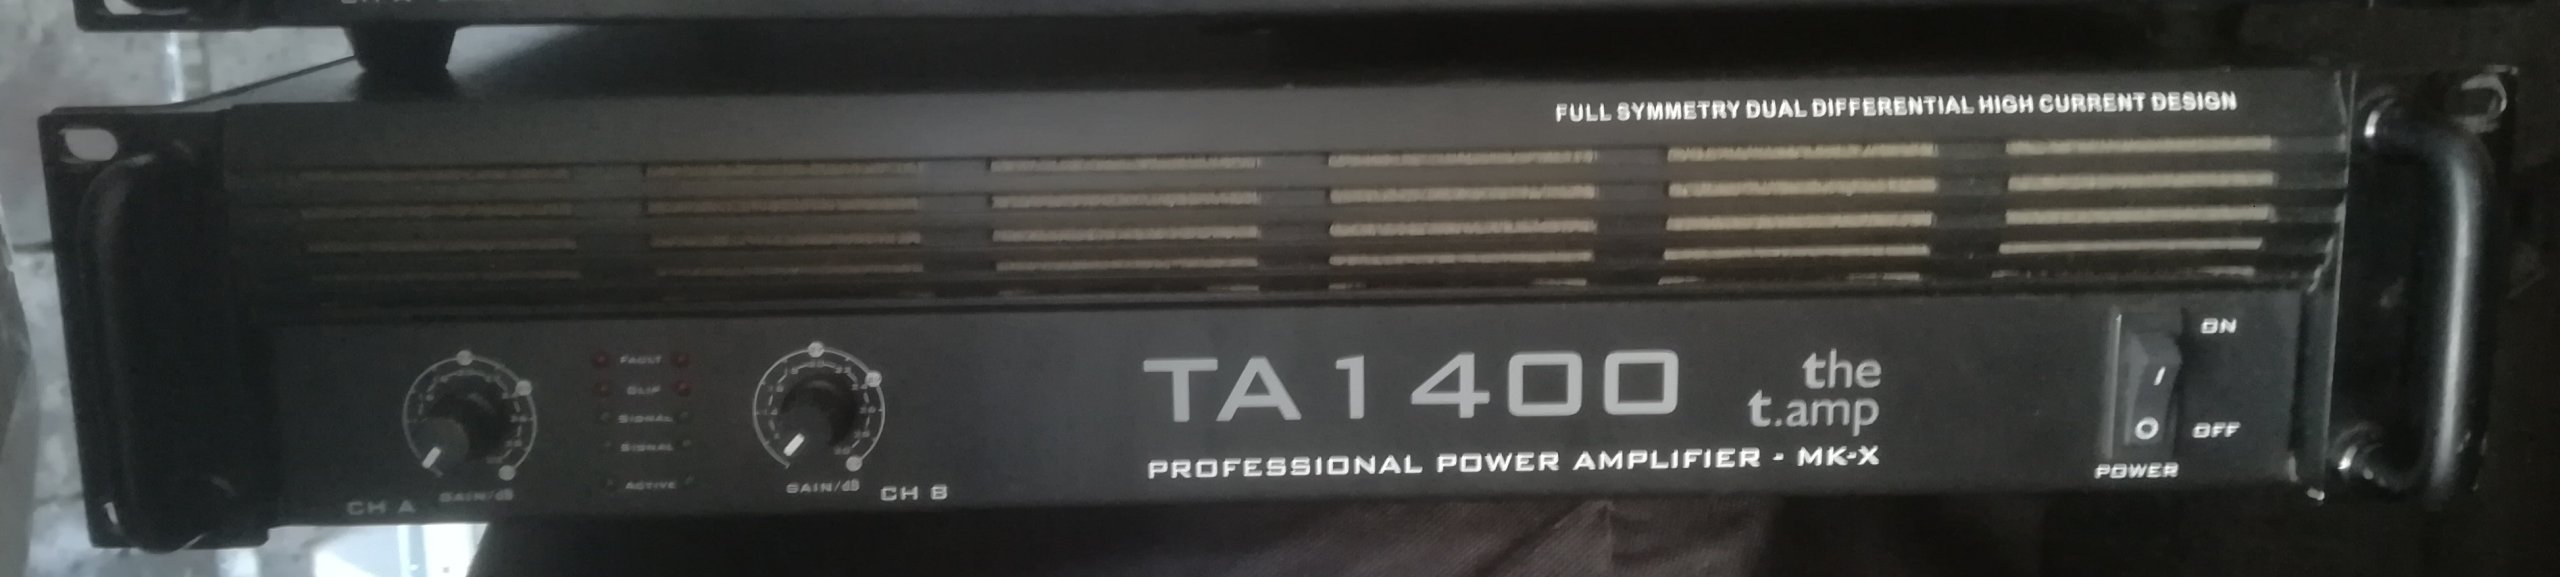 FULL SYMMETRY DUAL DIFFERENTIAL HIGH CURRENT DESIGN
FAULT
CLIP
SIGNAL
SIGNAL
ACTIVE
GAIN/dB
CH A
GAIN/dB
CH B
TA1400
the
t.amp
PROFESSIONAL POWER AMPLIFIER - MK-X
ON
OFF
POWER